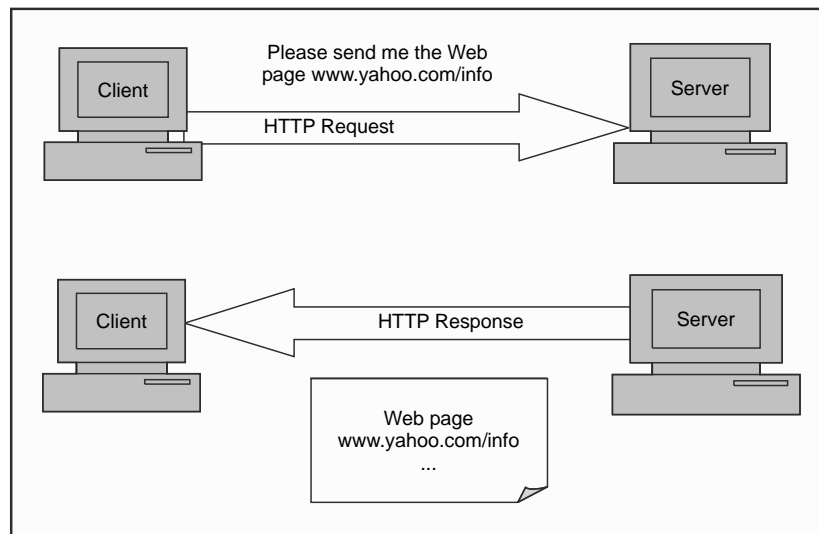 Please send me the Web
page www.yahoo.com/info
Client
Server
HTTP Request
Client
HTTP Response
Server
Web page
www.yahoo.com/info
...